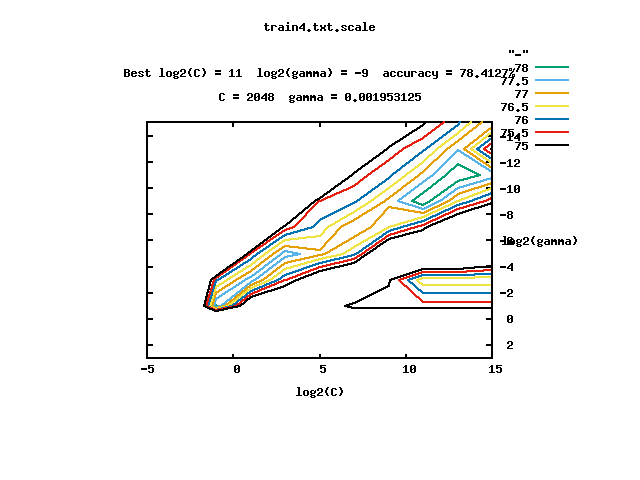 train4.txt.scale
"-"
Best log2(C) = 11  log2(gamma) = -9  accuracy = 78.4127%
C = 2048  gamma = 0.001953125
78
77.5
77
76.5
76
75.5
75
-14
-12
-10
-8
-6
log2(gamma)
-4
-2
0
2
-5 0 5 10 15
log2(C)